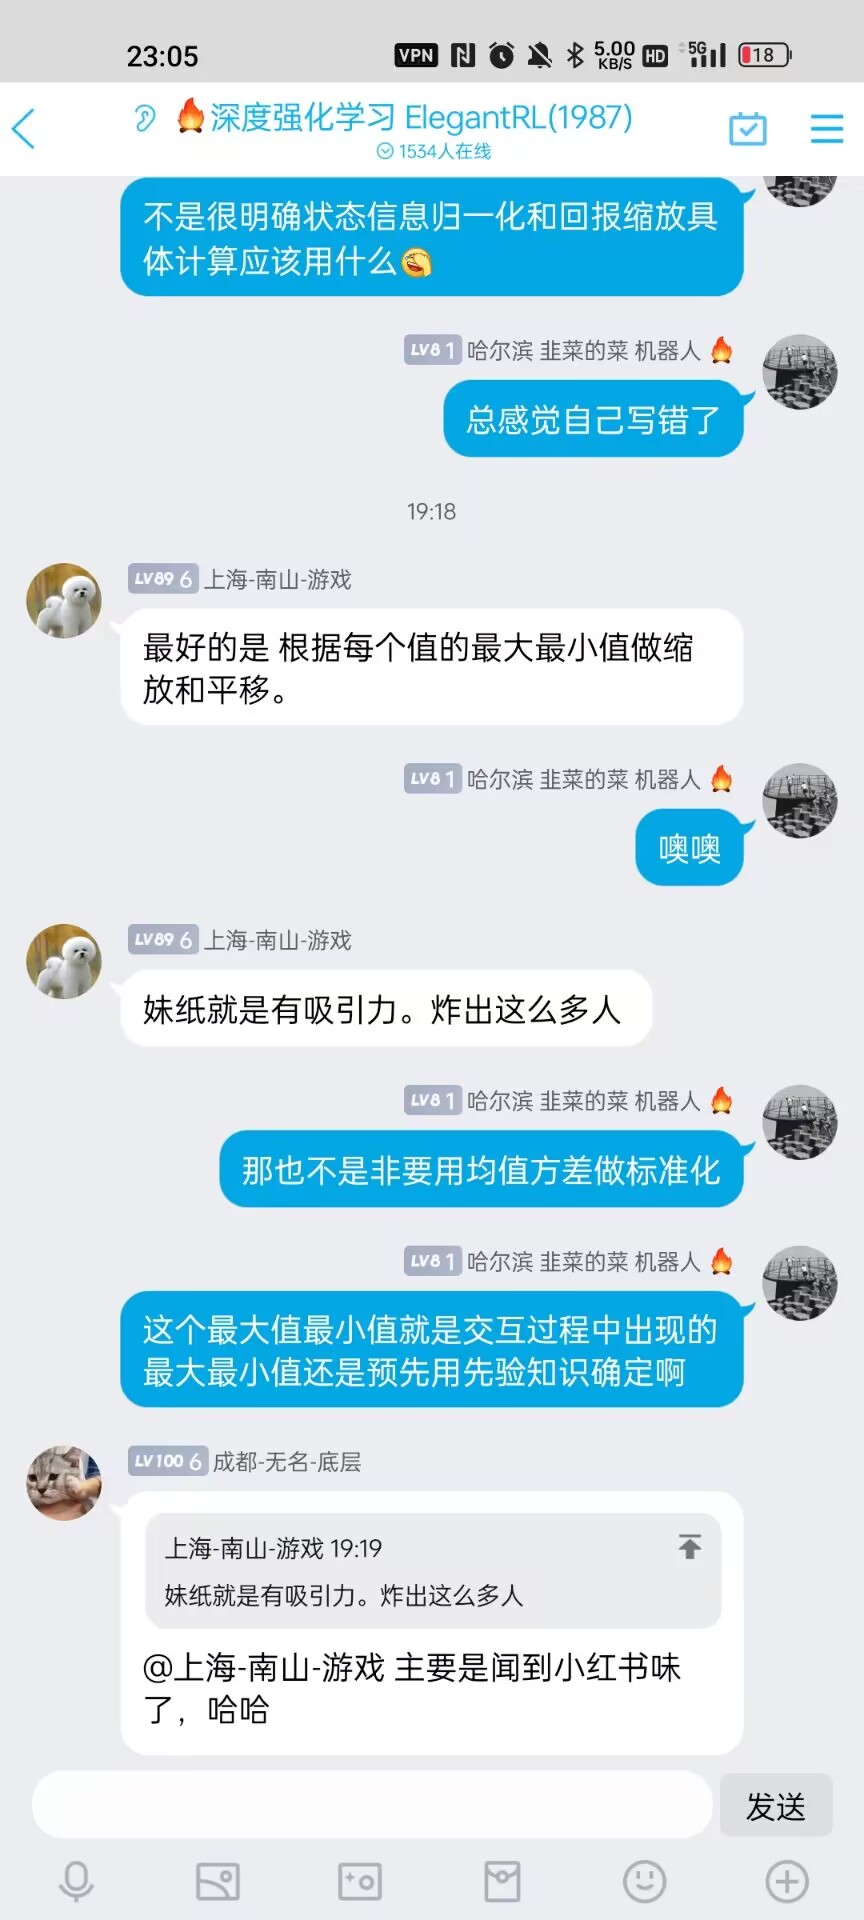 23:05
VPN
5.00
KB/S
HD
5G
18
深度强化学习 ElegantRL(1987)
1534人在线
不是很明确状态信息归一化和回报缩放具
体计算应该用什么
LV8 1 哈尔滨 韭菜的菜 机器人
总感觉自己写错了
19:18
LV89 6 上海-南山-游戏
最好的是 根据每个值的最大最小值做缩
放和平移。
LV8 1 哈尔滨 韭菜的菜 机器人
噢噢
LV89 6 上海-南山-游戏
妹纸就是有吸引力。炸出这么多人
LV8 1 哈尔滨 韭菜的菜 机器人
那也不是非要用均值方差做标准化
LV8 1 哈尔滨 韭菜的菜 机器人
这个最大值最小值就是交互过程中出现的
最大最小值还是预先用先验知识确定啊
LV100 6 成都-无名-底层
上海-南山-游戏 19:19
妹纸就是有吸引力。炸出这么多人
@上海-南山-游戏 主要是闻到小红书味
了，哈哈
发送